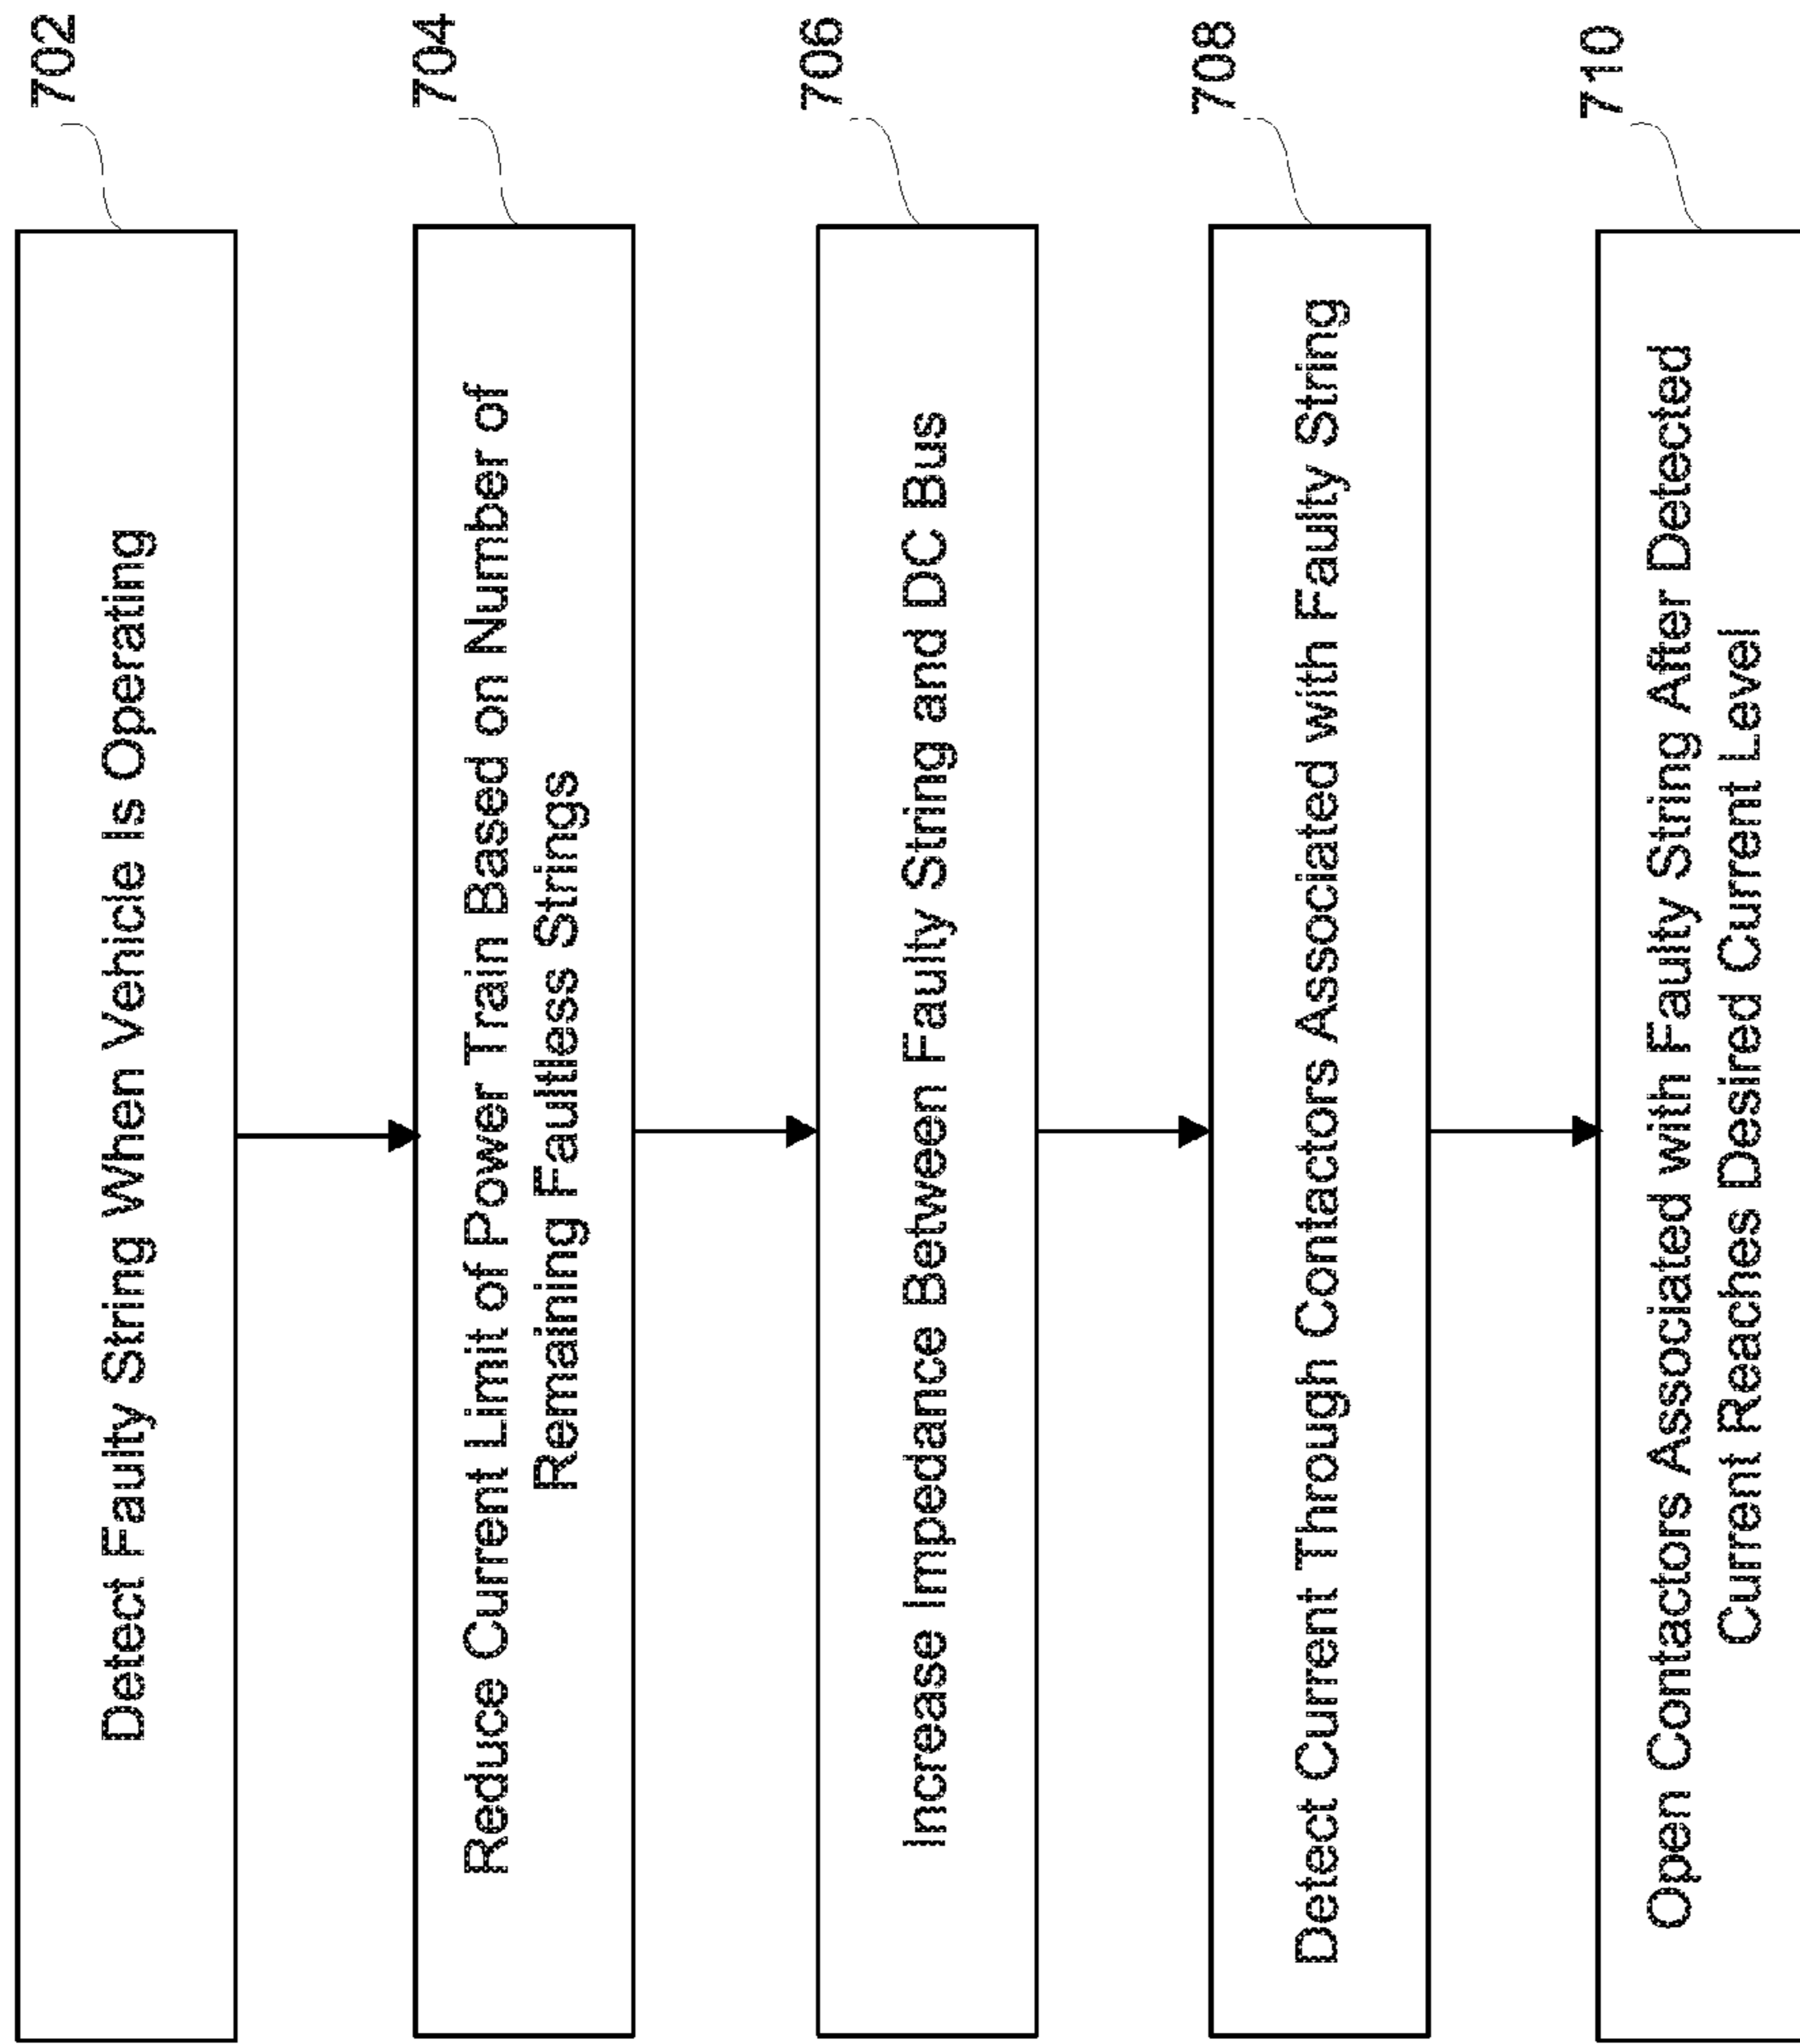 702
Detect Faulty String When Vehicle Is Operating
704
Reduce Current Limit of Power Train Based on Number of
Remaining Faultless Strings
706
Increase Impedance Between Faulty String and DC Bus
708
Detect Current Through Contactors Associated with Faulty String
710
Open Contactors Associated with Faulty String After Detected
Current Reaches Desired Current Level